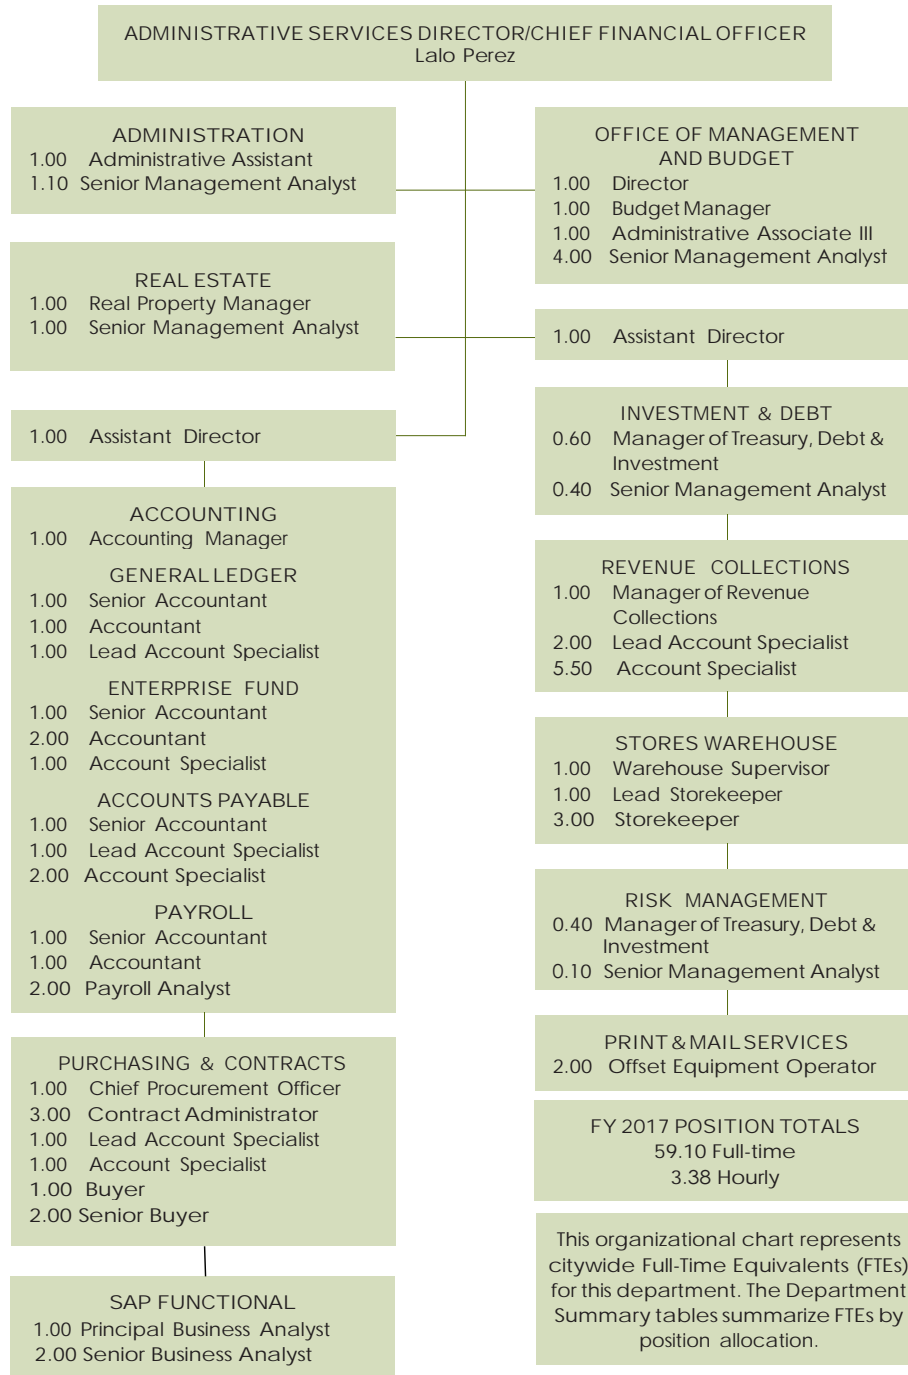 ADMINISTRATIVE SERVICES DIRECTOR/CHIEF FINANCIAL OFFICER
Lalo Perez
ADMINISTRATION
1.00 Administrative Assistant
1.10 Senior Management Analyst
REAL ESTATE
1.00 Real Property Manager
1.00 Senior Management Analyst
1.00 Assistant Director
ACCOUNTING
1.00 Accounting Manager
GENERAL LEDGER
1.00 Senior Accountant
1.00 Accountant
1.00 Lead Account Specialist
ENTERPRISE FUND
1.00 Senior Accountant
2.00 Accountant
1.00 Account Specialist
ACCOUNTS PAYABLE
1.00 Senior Accountant
1.00 Lead Account Specialist
2.00 Account Specialist
PAYROLL
1.00 Senior Accountant
1.00 Accountant
2.00 Payroll Analyst
PURCHASING & CONTRACTS
1.00 Chief Procurement Officer
3.00 Contract Administrator
1.00 Lead Account Specialist
1.00 Account Specialist
1.00 Buyer
2.00 Senior Buyer
SAP FUNCTIONAL
1.00 Principal Business Analyst
2.00 Senior Business Analyst
OFFICE OF MANAGEMENT
AND BUDGET
1.00 Director
1.00 Budget Manager
1.00 Administrative Associate III
4.00 Senior Management Analyst
1.00 Assistant Director
INVESTMENT & DEBT
0.60 Manager of Treasury, Debt &
Investment
0.40 Senior Management Analyst
REVENUE COLLECTIONS
1.00 Manager of Revenue
Collections
2.00 Lead Account Specialist
5.50 Account Specialist
STORES WAREHOUSE
1.00 Warehouse Supervisor
1.00 Lead Storekeeper
3.00 Storekeeper
RISK MANAGEMENT
0.40 Manager of Treasury, Debt &
Investment
0.10 Senior Management Analyst
PRINT & MAIL SERVICES
2.00 Offset Equipment Operator
FY 2017 POSITION TOTALS
59.10 Full-time
3.38 Hourly
This organizational chart represents
citywide Full-Time Equivalents (FTEs)
for this department. The Department
Summary tables summarize FTEs by
position allocation.